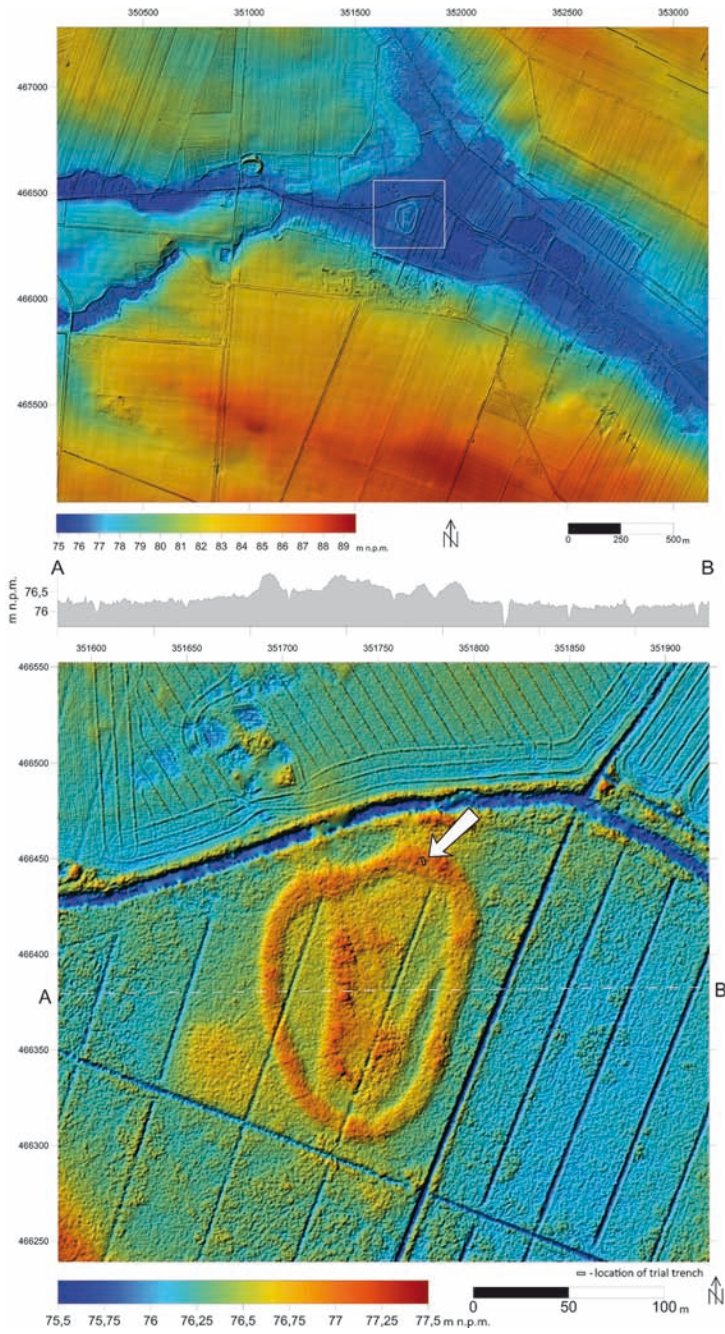 350500 351000 351500 352000 352500 353000
467000
466500
466000
465500
75 76 77 78 79 80 82 83 84 85 86 87 88 89 m n.p.m.
N
0 250 500 m
A B
76,5
76
m n.p.m.
351600 351650 351700 351750 351800 351850 351900
466550
466500
466450
466400
A B
466350
466300
466250
- location of trial trench
75,5 75,75 76 76,25 76,5 76,75 77 77,25 77,5 m n.p.m.
0 50 100 m
N